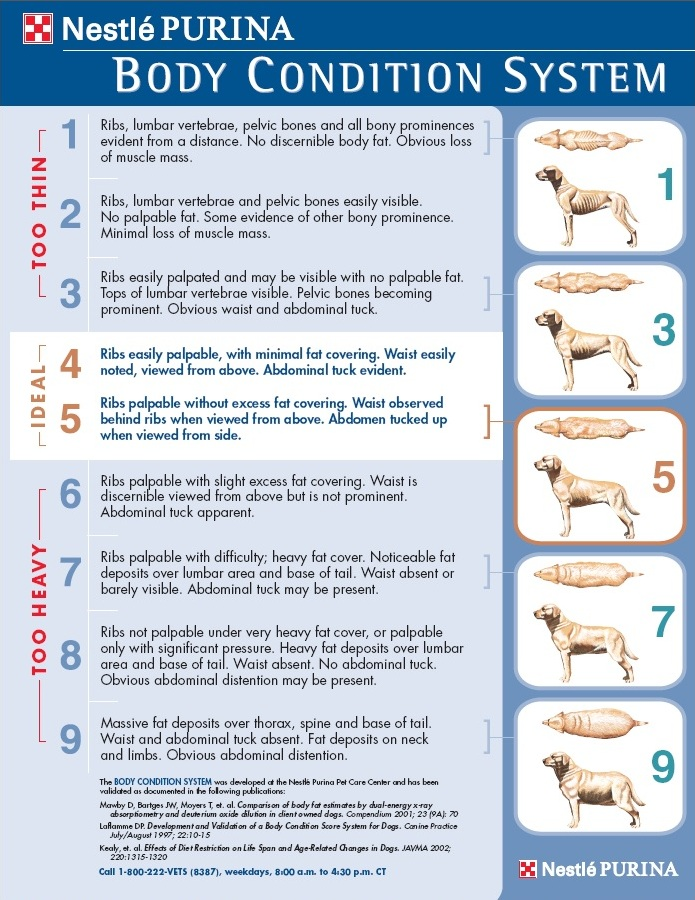 Nestlé PURINA
BODY CONDITION SYSTEM
TOO THIN
1
Ribs, lumbar vertebrae, pelvic bones and all bony prominences
evident from a distance. No discernible body fat. Obvious loss
of muscle mass.
2
Ribs, lumbar vertebrae and pelvic bones easily visible.
No palpable fat. Some evidence of other bony prominence.
Minimal loss of muscle mass.
3
Ribs easily palpated and may be visible with no palpable fat.
Tops of lumbar vertebrae visible. Pelvic bones becoming
prominent. Obvious waist and abdominal tuck.
IDEAL
4
Ribs easily palpable, with minimal fat covering. Waist easily
noted, viewed from above. Abdominal tuck evident.
5
Ribs palpable without excess fat covering. Waist observed
behind ribs when viewed from above. Abdomen tucked up
when viewed from side.
TOO HEAVY
6
Ribs palpable with slight excess fat covering. Waist is
discernible viewed from above but is not prominent.
Abdominal tuck apparent.
7
Ribs palpable with difficulty; heavy fat cover. Noticeable fat
deposits over lumbar area and base of tail. Waist absent or
barely visible. Abdominal tuck may be present.
8
Ribs not palpable under very heavy fat cover, or palpable
only with significant pressure. Heavy fat deposits over lumbar
area and base of tail. Waist absent. No abdominal tuck.
Obvious abdominal distention may be present.
9
Massive fat deposits over thorax, spine and base of tail.
Waist and abdominal tuck absent. Fat deposits on neck
and limbs. Obvious abdominal distention.
The BODY CONDITION SYSTEM was developed at the Nestlé Purina Pet Care Center and has been
validated as documented in the following publications:
Mawby D, Bartges JW, Moyers T, et. al. Comparison of body fat estimates by dual-energy x-ray
absorptiometry and deuterium oxide dilution in client owned dogs. Compendium 2001; 23 (9A): 70
Laflamme DP. Development and Validation of a Body Condition Score System for Dogs. Canine Practice
July/August 1997; 22:10-15
Kealy, et. al. Effects of Diet Restriction on Life Span and Age-Related Changes in Dogs. JAVMA 2002;
220:1315-1320
Call 1-800-222-VETS (8387), weekdays, 8:00 a.m. to 4:30 p.m. CT
1
3
5
7
9
Nestlé PURINA